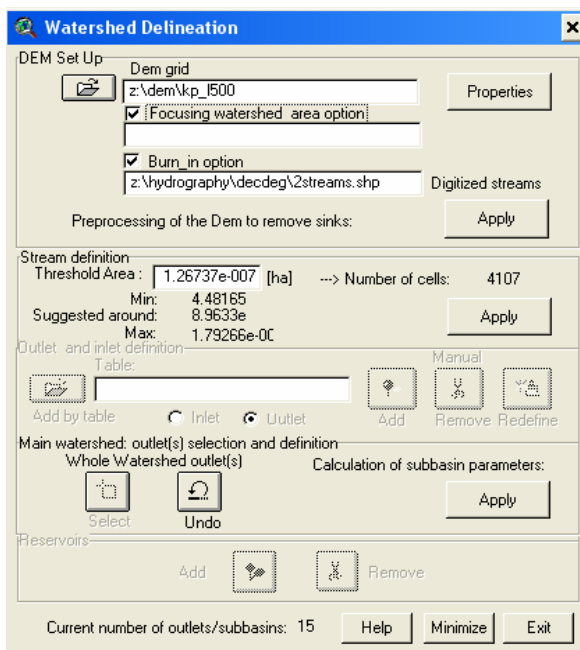 Watershed Delineation
DEM Set Up
Dem grid
z:\dem\kp_l500
Properties
Focusing watershed area option
Burn_in option
z:\hydrography\decdeg\2streams.shp
Digitized streams
Preprocessing of the Dem to remove sinks:
Apply
Stream definition
Threshold Area :
1.26737e-007
[ha]
---> Number of cells:
4107
Min:
4.48165
Suggested around:
8.9633e
Max:
1.79266e-0
Apply
Outlet and inlet definition
Table:
Manual
Add by table
Inlet
Outlet
Add
Remove
Redefine
Main watershed: outlet(s) selection and definition
Whole Watershed outlet(s)
Calculation of subbasin parameters:
Select
Undo
Apply
Reservoirs
Add
Remove
Current number of outlets/subbasins: 15
Help
Minimize
Exit